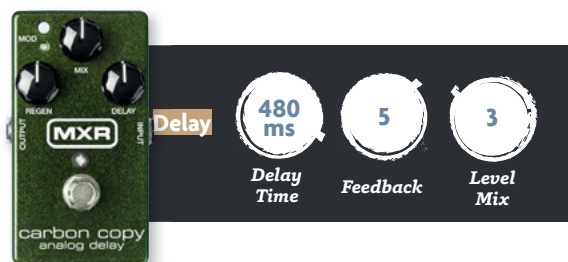 MOD
MIX
REGEN
DELAY
OUTPUT
INPUT
MXR
carbon copy
analog delay
Delay
480
ms
Delay
Time
5
Feedback
3
Level
Mix